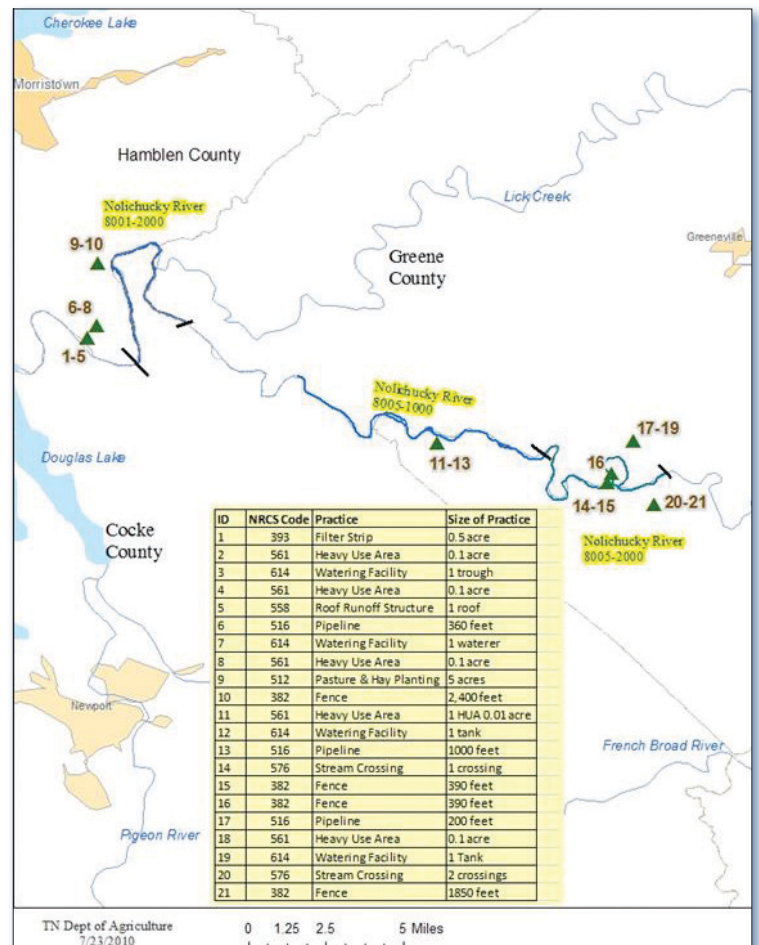 Cherokee Lake
Morristown
Hamblen County
Nolichucky River
8001-2000
Lick Creek
9-10
Greeneville
Greene
County
6-8
1-5
Nolichucky River
8005-1000
17-19
11-13
16
Douglas Lake
14-15
20-21
Nolichucky River
8005-2000
Cocke
County
ID NRCS Code Practice Size of Practice
1 393 Filter Strip 0.5 acre
2 561 Heavy Use Area 0.1 acre
3 614 Watering Facility 1 trough
4 561 Heavy Use Area 0.1 acre
5 558 Roof Runoff Structure 1 roof
6 516 Pipeline 360 feet
7 614 Watering Facility 1 waterer
8 561 Heavy Use Area 0.1 acre
9 512 Pasture & Hay Planting 5 acres
10 382 Fence 2,400 feet
11 561 Heavy Use Area 1 HUA 0.01 acre
12 614 Watering Facility 1 tank
13 516 Pipeline 1000 feet
14 576 Stream Crossing 1 crossing
15 382 Fence 390 feet
16 382 Fence 390 feet
17 516 Pipeline 200 feet
18 561 Heavy Use Area 0.1 acre
19 614 Watering Facility 1 Tank
20 576 Stream Crossing 2 crossings
21 382 Fence 1850 feet
Newport
French Broad River
Pigeon River
TN Dept of Agriculture
7/23/2010
0 1.25 2.5 5 Miles